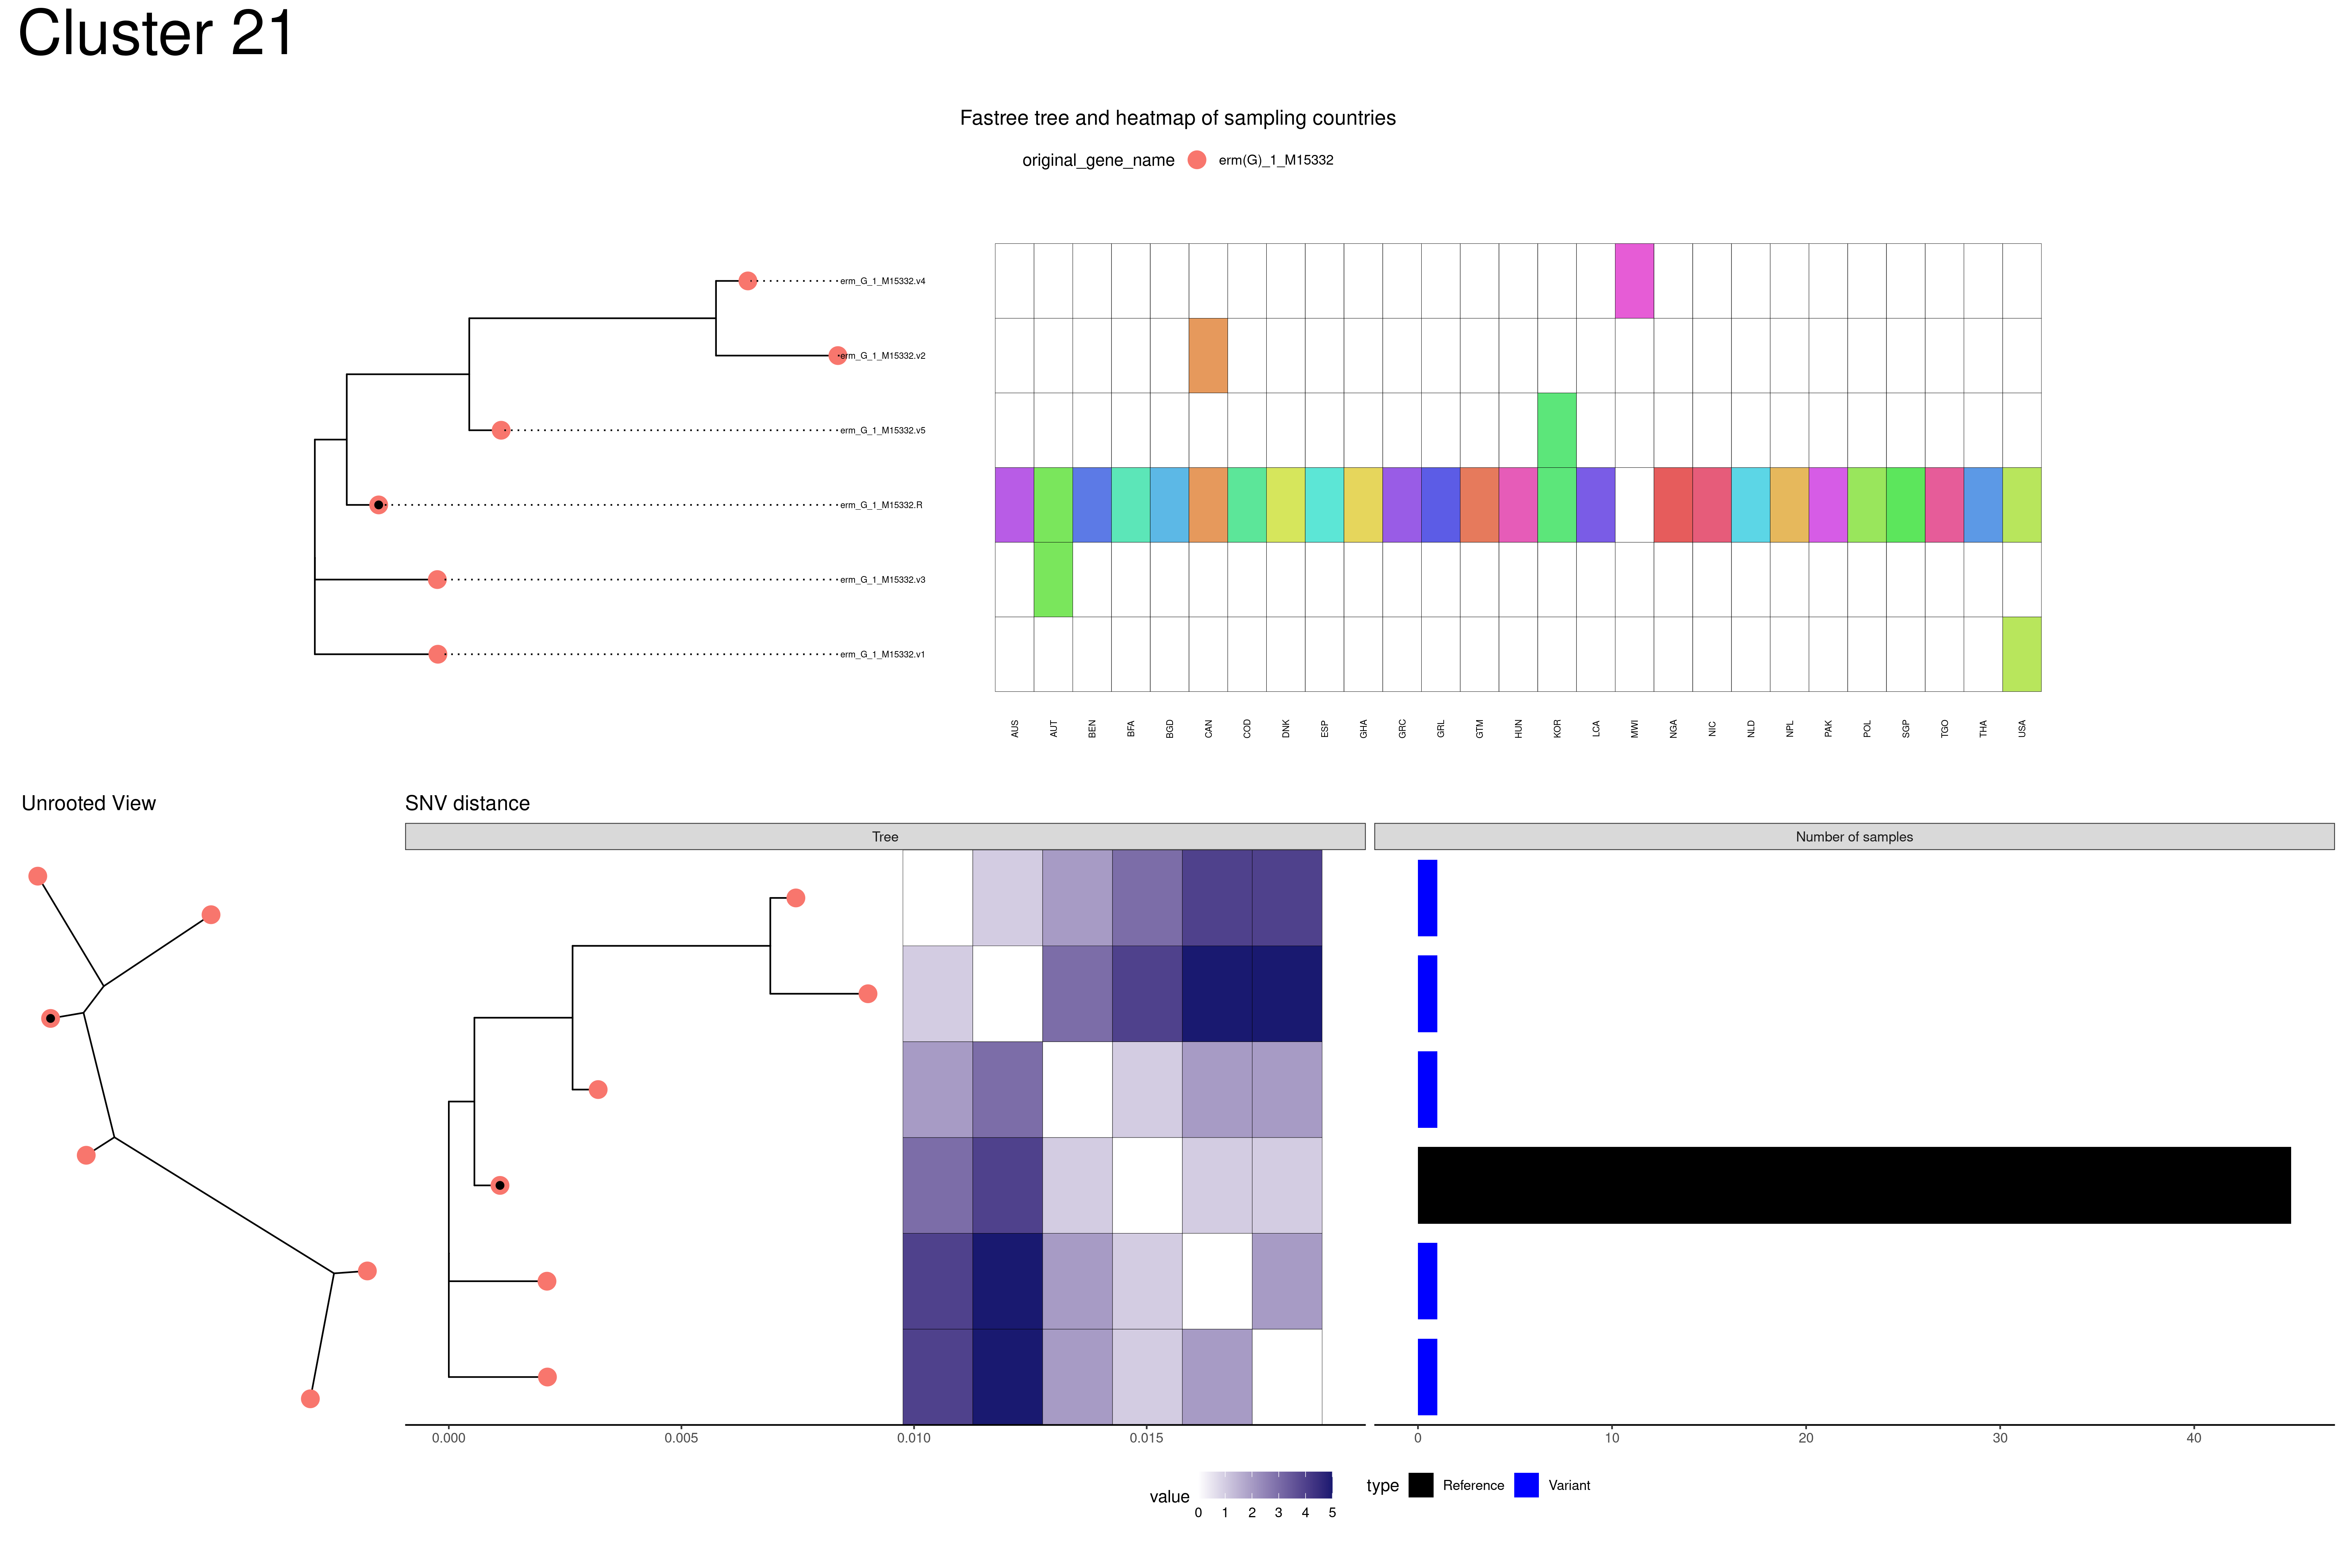 Cluster 21
Fastree tree and heatmap of sampling countries
original_gene_name erm(G)_1_M15332
erm_G_1_M15332.v4
erm_G_1_M15332.v2
erm_G_1_M15332.v5
erm_G_1_M15332.R
erm_G_1_M15332.v3
erm_G_1_M15332.v1
AUS AUT BEN BFA BGD CAN COD DNK ESP GHA GRC GRL GTM HUN KOR LCA MWI NGA NIC NLD NPL PAK POL SGP TGO THA USA
Unrooted View
SNV distance
Tree
Number of samples
0.000 0.005 0.010 0.015
0 10 20 30 40
value 0 1 2 3 4 5
type Reference Variant